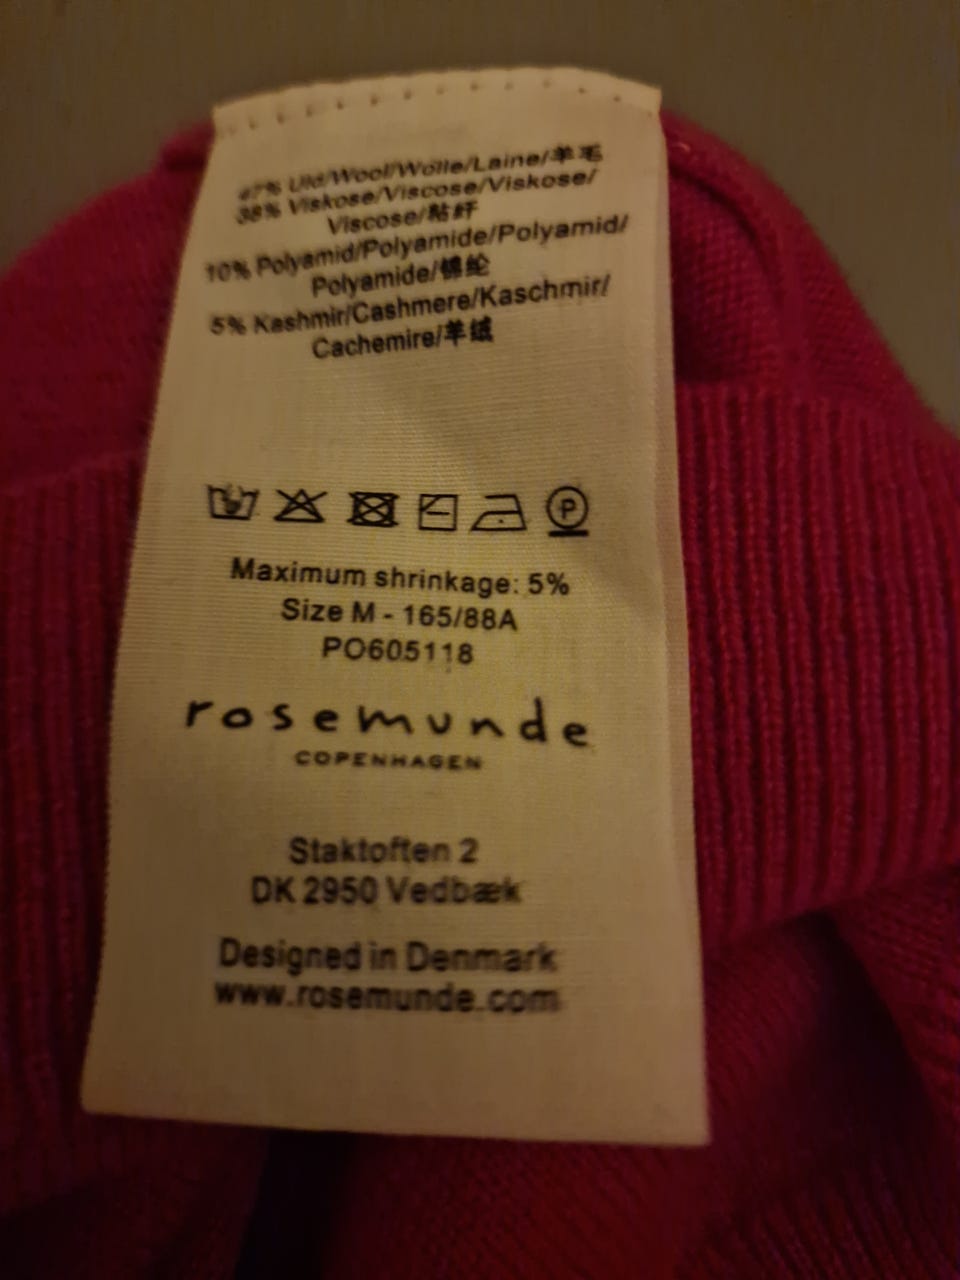 47% Uld/Wool/Wolle/Laine/羊毛
38% Viskose/Viscose/Viskose/
Viscose/粘纤
10% Polyamid/Polyamide/Polyamid/
Polyamide/锦纶
5% Kashmir/Cashmere/Kaschmir/
Cachemire/羊绒
P
Maximum shrinkage: 5%
Size M - 165/88A
PO605118
rosemunde
COPENHAGEN
Staktoften 2
DK 2950 Vedbæk
Designed in Denmark
www.rosemunde.com